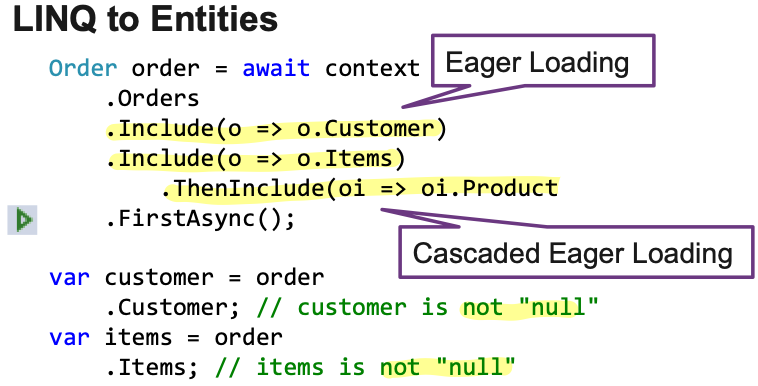 LINQ to Entities
Order order = await context
Eager Loading
.Orders
.Include(o => o.Customer)
.Include(o => o.Items)
.ThenInclude(oi => oi.Product
.FirstAsync();
Cascaded Eager Loading
var customer = order
.Customer; // customer is not "null"
var items = order
.Items; // items is not "null"